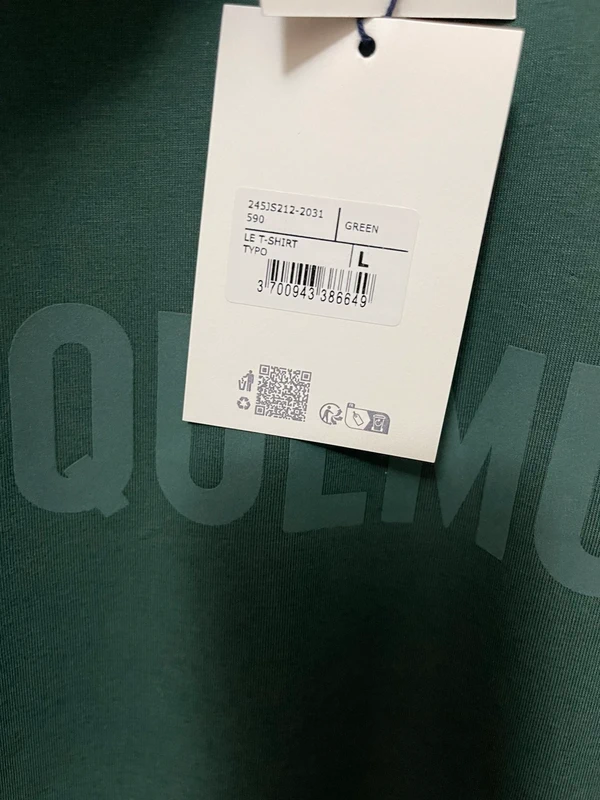 245JS212-2031
590
GREEN
LE T-SHIRT
TYPO
L
3 700943 386649
QUEMU